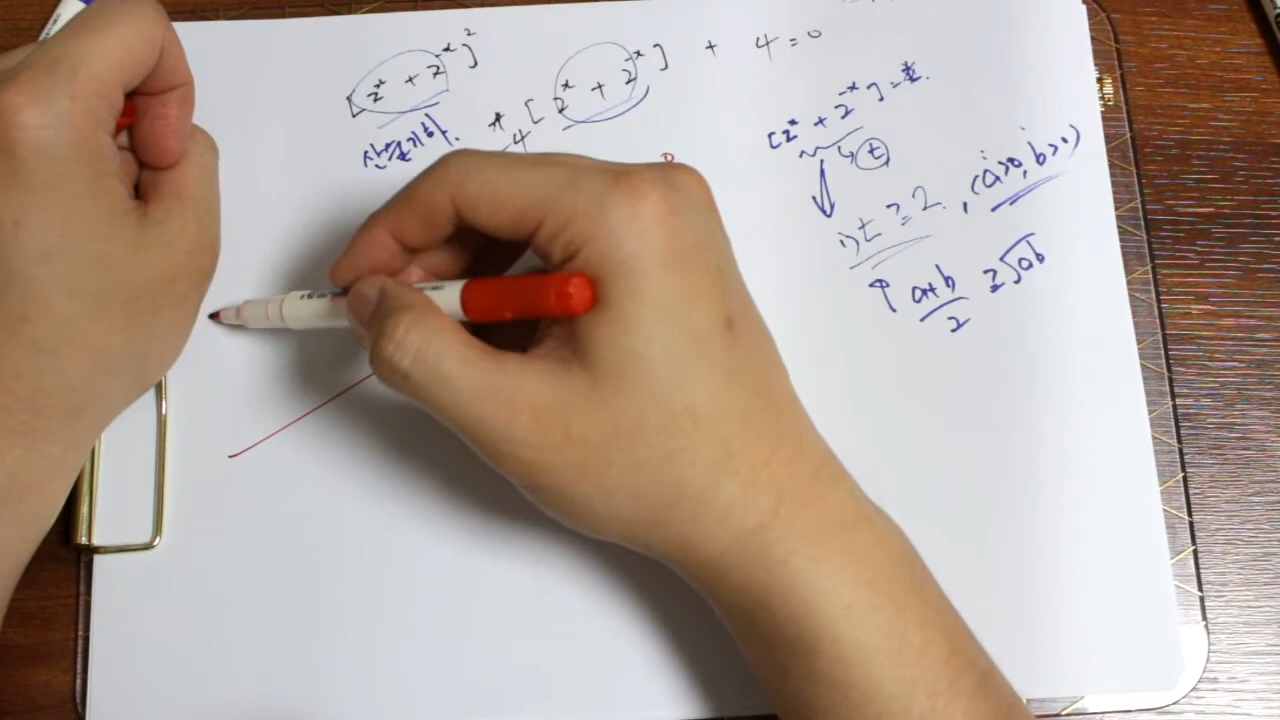 [2^x + 2^-x]^2
-4 [2^x + 2^-x] + 4 = 0
산술기하.
[2^x + 2^-x] = t.
↳ t
1) t ≥ 2. , (a>0, b>0)
a+b / 2 ≥ √ab